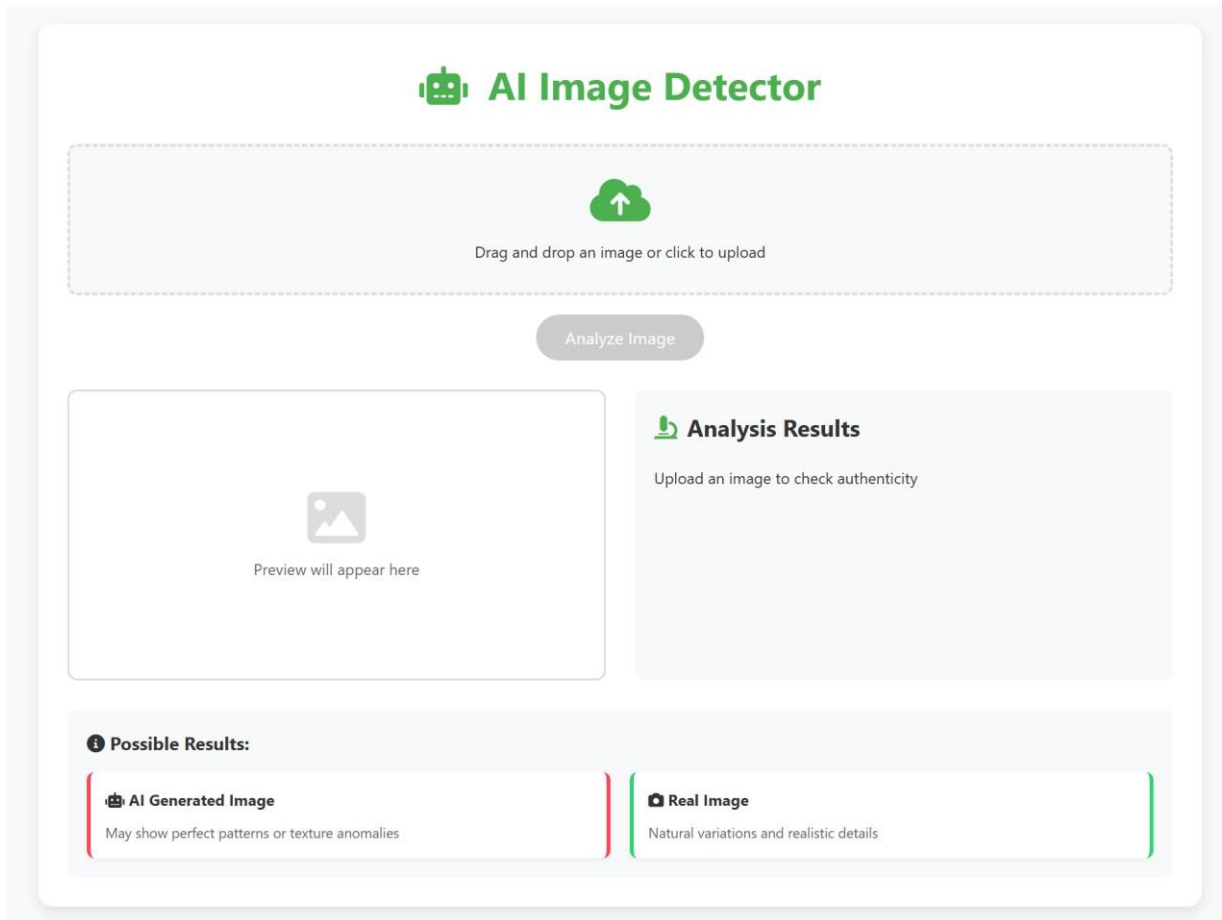 AI Image Detector
Drag and drop an image or click to upload
Analyze Image
Analysis Results
Upload an image to check authenticity
Preview will appear here
Possible Results:
AI Generated Image
May show perfect patterns or texture anomalies
Real Image
Natural variations and realistic details